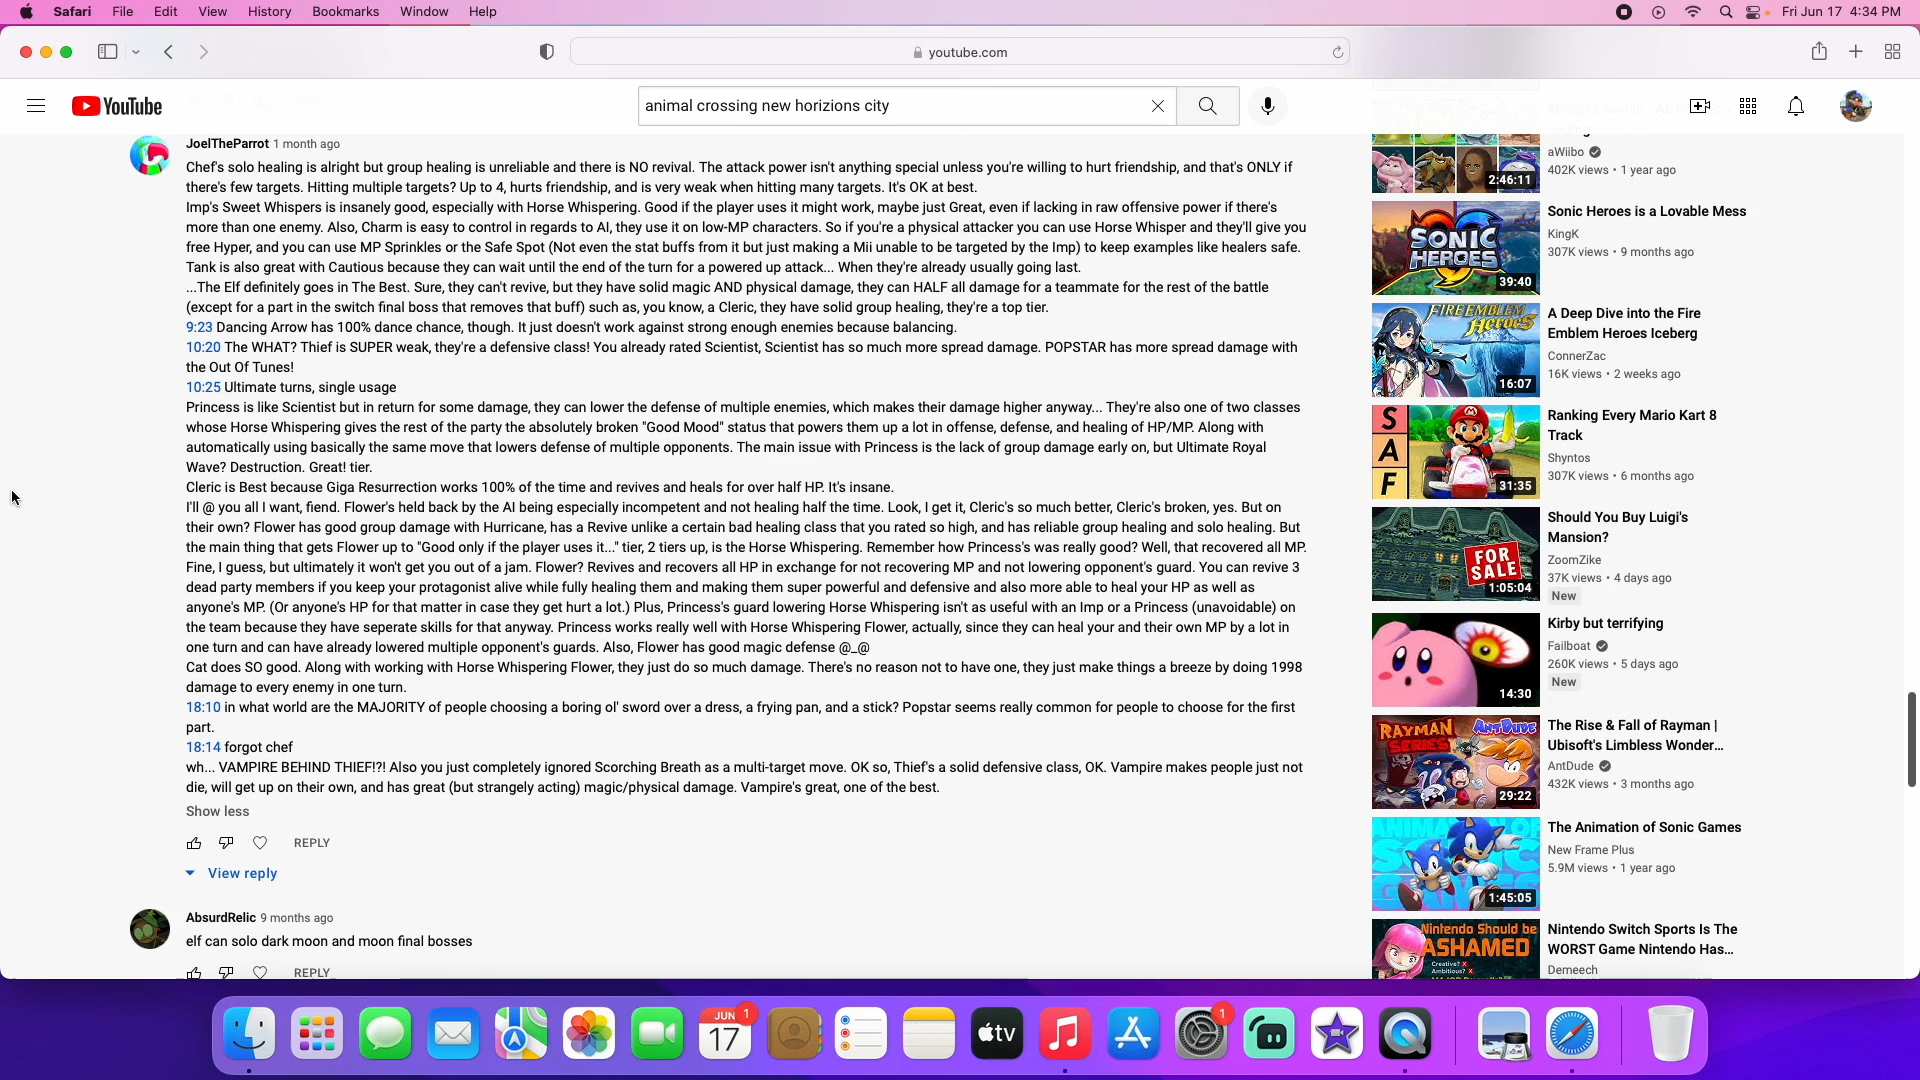 Safari File Edit View History Bookmarks Window Help
Fri Jun 17 4:34 PM
youtube.com
YouTube
animal crossing new horizions city
JoelTheParrot 1 month ago
Chef's solo healing is alright but group healing is unreliable and there is NO revival. The attack power isn't anything special unless you're willing to hurt friendship, and that's ONLY if
there's few targets. Hitting multiple targets? Up to 4, hurts friendship, and is very weak when hitting many targets. It's OK at best.
Imp's Sweet Whispers is insanely good, especially with Horse Whispering. Good if the player uses it might work, maybe just Great, even if lacking in raw offensive power if there's
more than one enemy. Also, Charm is easy to control in regards to AI, they use it on low-MP characters. So if you're a physical attacker you can use Horse Whisper and they'll give you
free Hyper, and you can use MP Sprinkles or the Safe Spot (Not even the stat buffs from it but just making a Mii unable to be targeted by the Imp) to keep examples like healers safe.
Tank is also great with Cautious because they can wait until the end of the turn for a powered up attack... When they're already usually going last.
...The Elf definitely goes in The Best. Sure, they can't revive, but they have solid magic AND physical damage, they can HALF all damage for a teammate for the rest of the battle
(except for a part in the switch final boss that removes that buff) such as, you know, a Cleric, they have solid group healing, they're a top tier.
9:23 Dancing Arrow has 100% dance chance, though. It just doesn't work against strong enough enemies because balancing.
10:20 The WHAT? Thief is SUPER weak, they're a defensive class! You already rated Scientist, Scientist has so much more spread damage. POPSTAR has more spread damage with
the Out Of Tunes!
10:25 Ultimate turns, single usage
Princess is like Scientist but in return for some damage, they can lower the defense of multiple enemies, which makes their damage higher anyway... They're also one of two classes
whose Horse Whispering gives the rest of the party the absolutely broken "Good Mood" status that powers them up a lot in offense, defense, and healing of HP/MP. Along with
automatically using basically the same move that lowers defense of multiple opponents. The main issue with Princess is the lack of group damage early on, but Ultimate Royal
Wave? Destruction. Great! tier.
Cleric is Best because Giga Resurrection works 100% of the time and revives and heals for over half HP. It's insane.
I'll @ you all I want, fiend. Flower's held back by the AI being especially incompetent and not healing half the time. Look, I get it, Cleric's so much better, Cleric's broken, yes. But on
their own? Flower has good group damage with Hurricane, has a Revive unlike a certain bad healing class that you rated so high, and has reliable group healing and solo healing. But
the main thing that gets Flower up to "Good only if the player uses it..." tier, 2 tiers up, is the Horse Whispering. Remember how Princess's was really good? Well, that recovered all MP.
Fine, I guess, but ultimately it won't get you out of a jam. Flower? Revives and recovers all HP in exchange for not recovering MP and not lowering opponent's guard. You can revive 3
dead party members if you keep your protagonist alive while fully healing them and making them super powerful and defensive and also more able to heal your HP as well as
anyone's MP. (Or anyone's HP for that matter in case they get hurt a lot.) Plus, Princess's guard lowering Horse Whispering isn't as useful with an Imp or a Princess (unavoidable) on
the team because they have seperate skills for that anyway. Princess works really well with Horse Whispering Flower, actually, since they can heal your and their own MP by a lot in
one turn and can have already lowered multiple opponent's guards. Also, Flower has good magic defense @_@
Cat does SO good. Along with working with Horse Whispering Flower, they just do so much damage. There's no reason not to have one, they just make things a breeze by doing 1998
damage to every enemy in one turn.
18:10 in what world are the MAJORITY of people choosing a boring ol' sword over a dress, a frying pan, and a stick? Popstar seems really common for people to choose for the first
part.
18:14 forgot chef
wh... VAMPIRE BEHIND THIEF!?! Also you just completely ignored Scorching Breath as a multi-target move. OK so, Thief's a solid defensive class, OK. Vampire makes people just not
die, will get up on their own, and has great (but strangely acting) magic/physical damage. Vampire's great, one of the best.
Show less
REPLY
View reply
AbsurdRelic 9 months ago
elf can solo dark moon and moon final bosses
REPLY
aWiibo
402K views • 1 year ago
2:46:11
SONIC
HEROES
39:40
Sonic Heroes is a Lovable Mess
KingK
307K views • 9 months ago
FIRE EMBLEM
Heroes
16:07
A Deep Dive into the Fire
Emblem Heroes Iceberg
ConnerZac
16K views • 2 weeks ago
S
A
F
31:35
Ranking Every Mario Kart 8
Track
Shyntos
307K views • 6 months ago
FOR
SALE
1:05:04
Should You Buy Luigi's
Mansion?
ZoomZike
37K views • 4 days ago
New
14:30
Kirby but terrifying
Failboat
260K views • 5 days ago
New
RAYMAN
SERIES
ANTDUDE
29:22
The Rise & Fall of Rayman |
Ubisoft's Limbless Wonder...
AntDude
432K views • 3 months ago
1:45:05
The Animation of Sonic Games
New Frame Plus
5.9M views • 1 year ago
Nintendo Should be
ASHAMED
Creative? X
Ambitious? X
Nintendo Switch Sports Is The
WORST Game Nintendo Has...
Demeech
JUN
17
1
tv
1